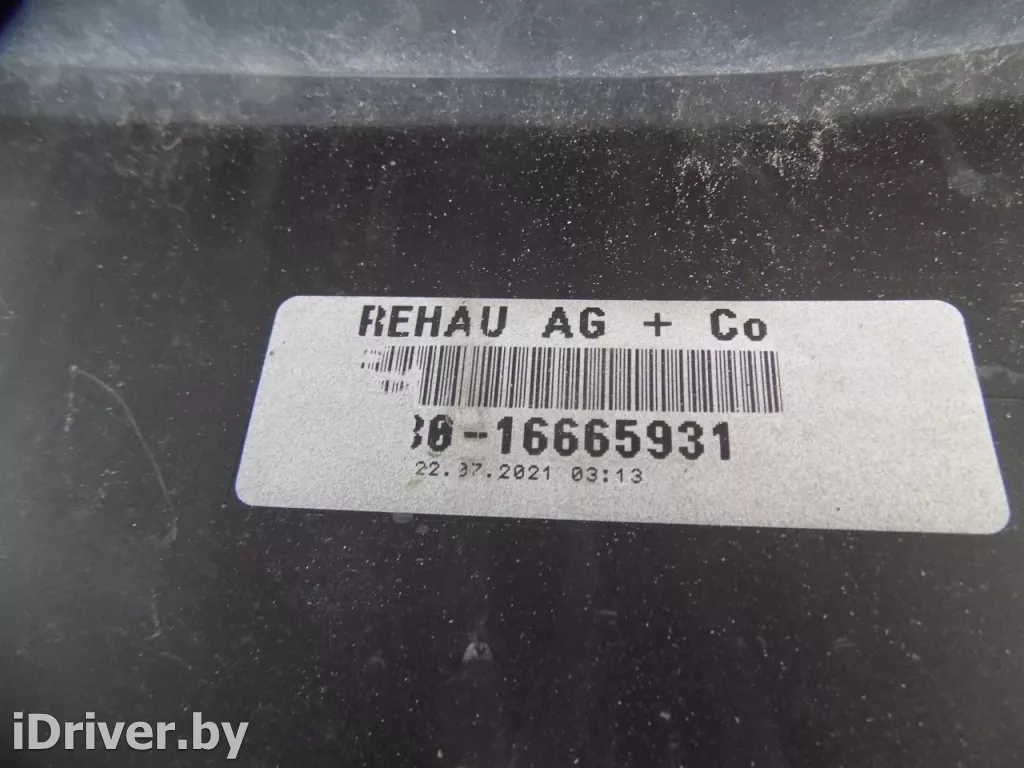 REHAU AG + Co
-16665931
22.07.2021 03:13
iDriver.by